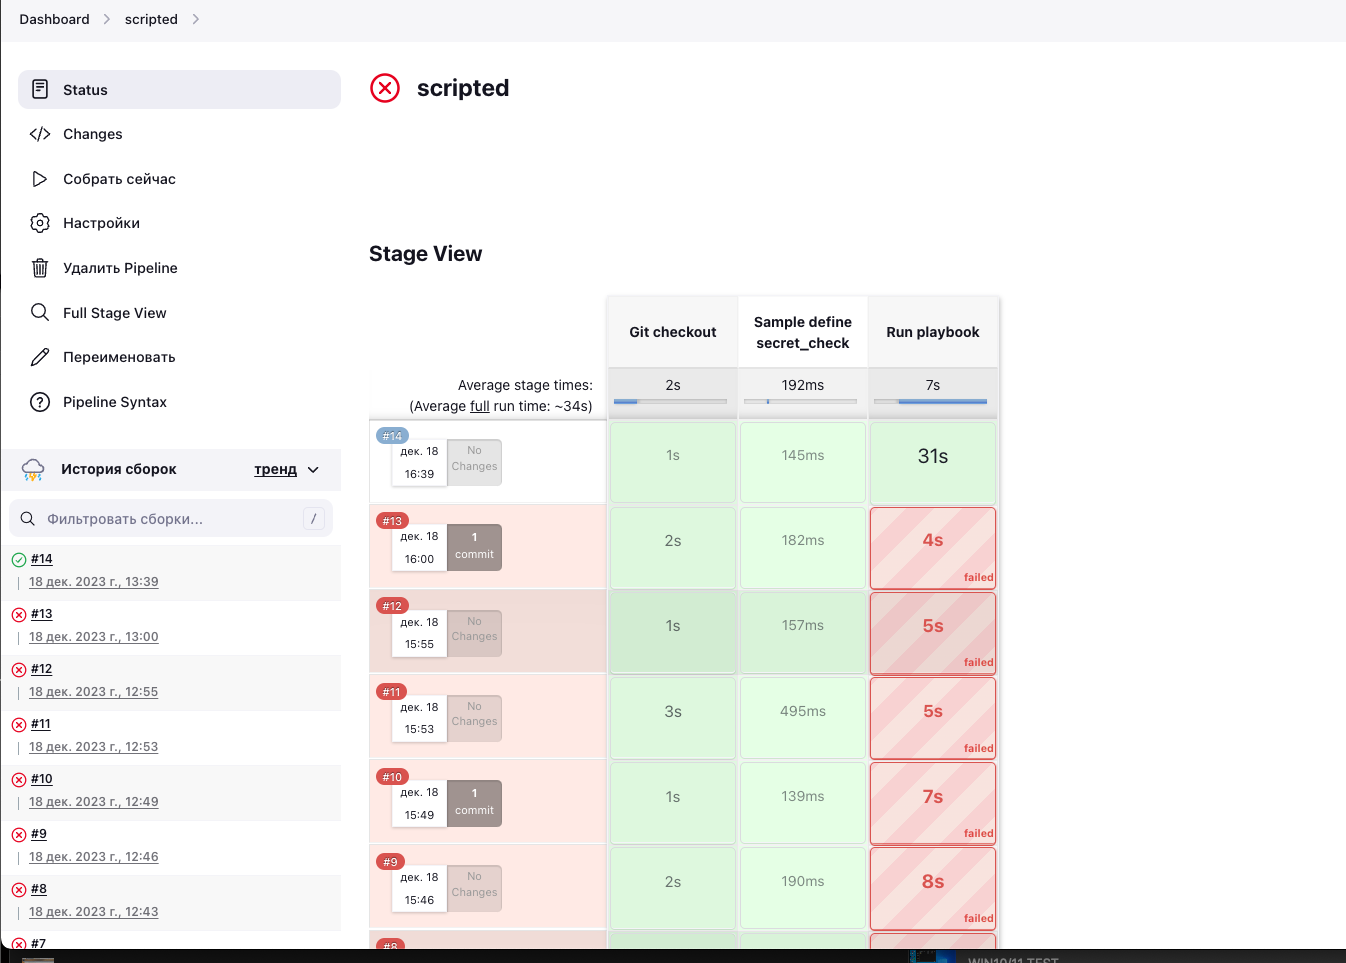 Dashboard
scripted
Status
Changes
Собрать сейчас
Настройки
Удалить Pipeline
Full Stage View
Переименовать
Pipeline Syntax
История сборок
тренд
Фильтровать сборки...
/
#14
18 дек. 2023 г., 13:39
#13
18 дек. 2023 г., 13:00
#12
18 дек. 2023 г., 12:55
#11
18 дек. 2023 г., 12:53
#10
18 дек. 2023 г., 12:49
#9
18 дек. 2023 г., 12:46
#8
18 дек. 2023 г., 12:43
#7
scripted
Stage View
Git checkout
Sample define
secret_check
Run playbook
Average stage times:
(Average full run time: ~34s)
2s
192ms
7s
#14
дек. 18
16:39
No
Changes
1s
145ms
31s
#13
дек. 18
16:00
1
commit
2s
182ms
4s
failed
#12
дек. 18
15:55
No
Changes
1s
157ms
5s
failed
#11
дек. 18
15:53
No
Changes
3s
495ms
5s
failed
#10
дек. 18
15:49
1
commit
1s
139ms
7s
failed
#9
дек. 18
15:46
No
Changes
2s
190ms
8s
failed
#8
WIN10/11 TEST